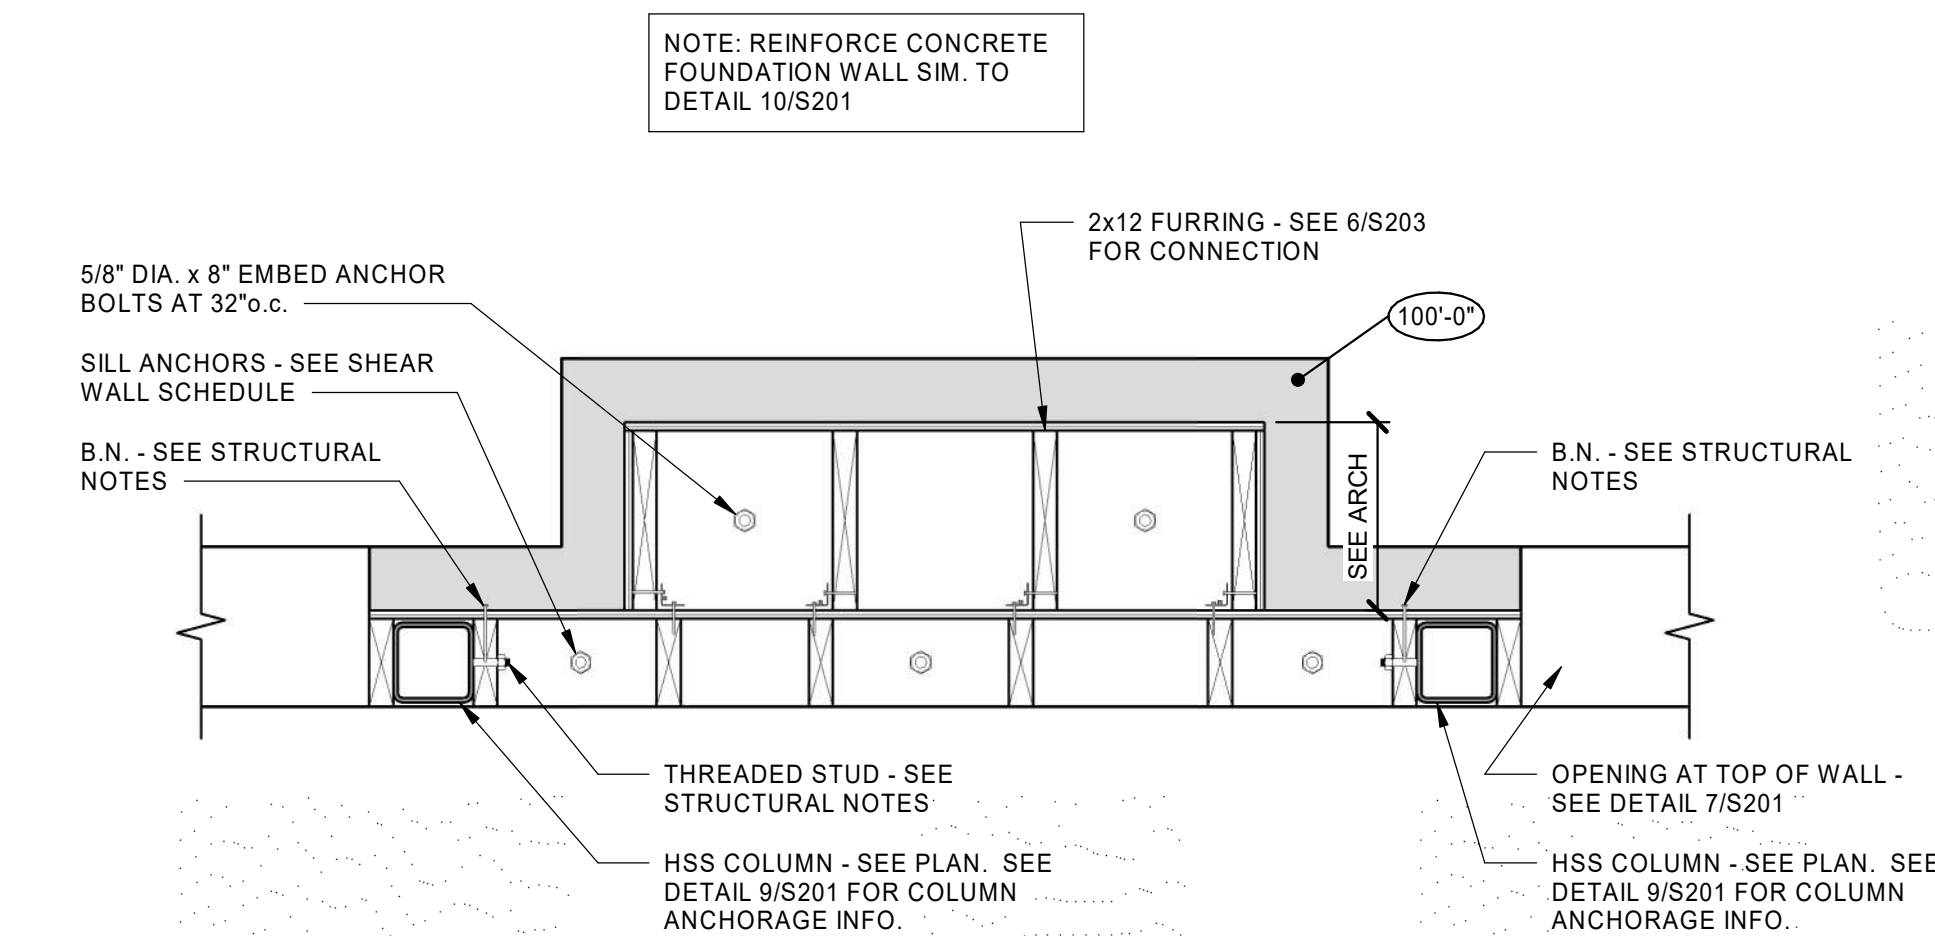 NOTE: REINFORCE CONCRETE
FOUNDATION WALL SIM. TO
DETAIL 10/S201
2x12 FURRING - SEE 6/S203
FOR CONNECTION
5/8" DIA. x 8" EMBED ANCHOR
BOLTS AT 32"o.c.
100'-0"
SILL ANCHORS - SEE SHEAR
WALL SCHEDULE
B.N. - SEE STRUCTURAL
NOTES
B.N. - SEE STRUCTURAL
NOTES
SEE ARCH
THREADED STUD - SEE
STRUCTURAL NOTES
OPENING AT TOP OF WALL -
SEE DETAIL 7/S201
HSS COLUMN - SEE PLAN. SEE
DETAIL 9/S201 FOR COLUMN
ANCHORAGE INFO.
HSS COLUMN - SEE PLAN. SEE
DETAIL 9/S201 FOR COLUMN
ANCHORAGE INFO.